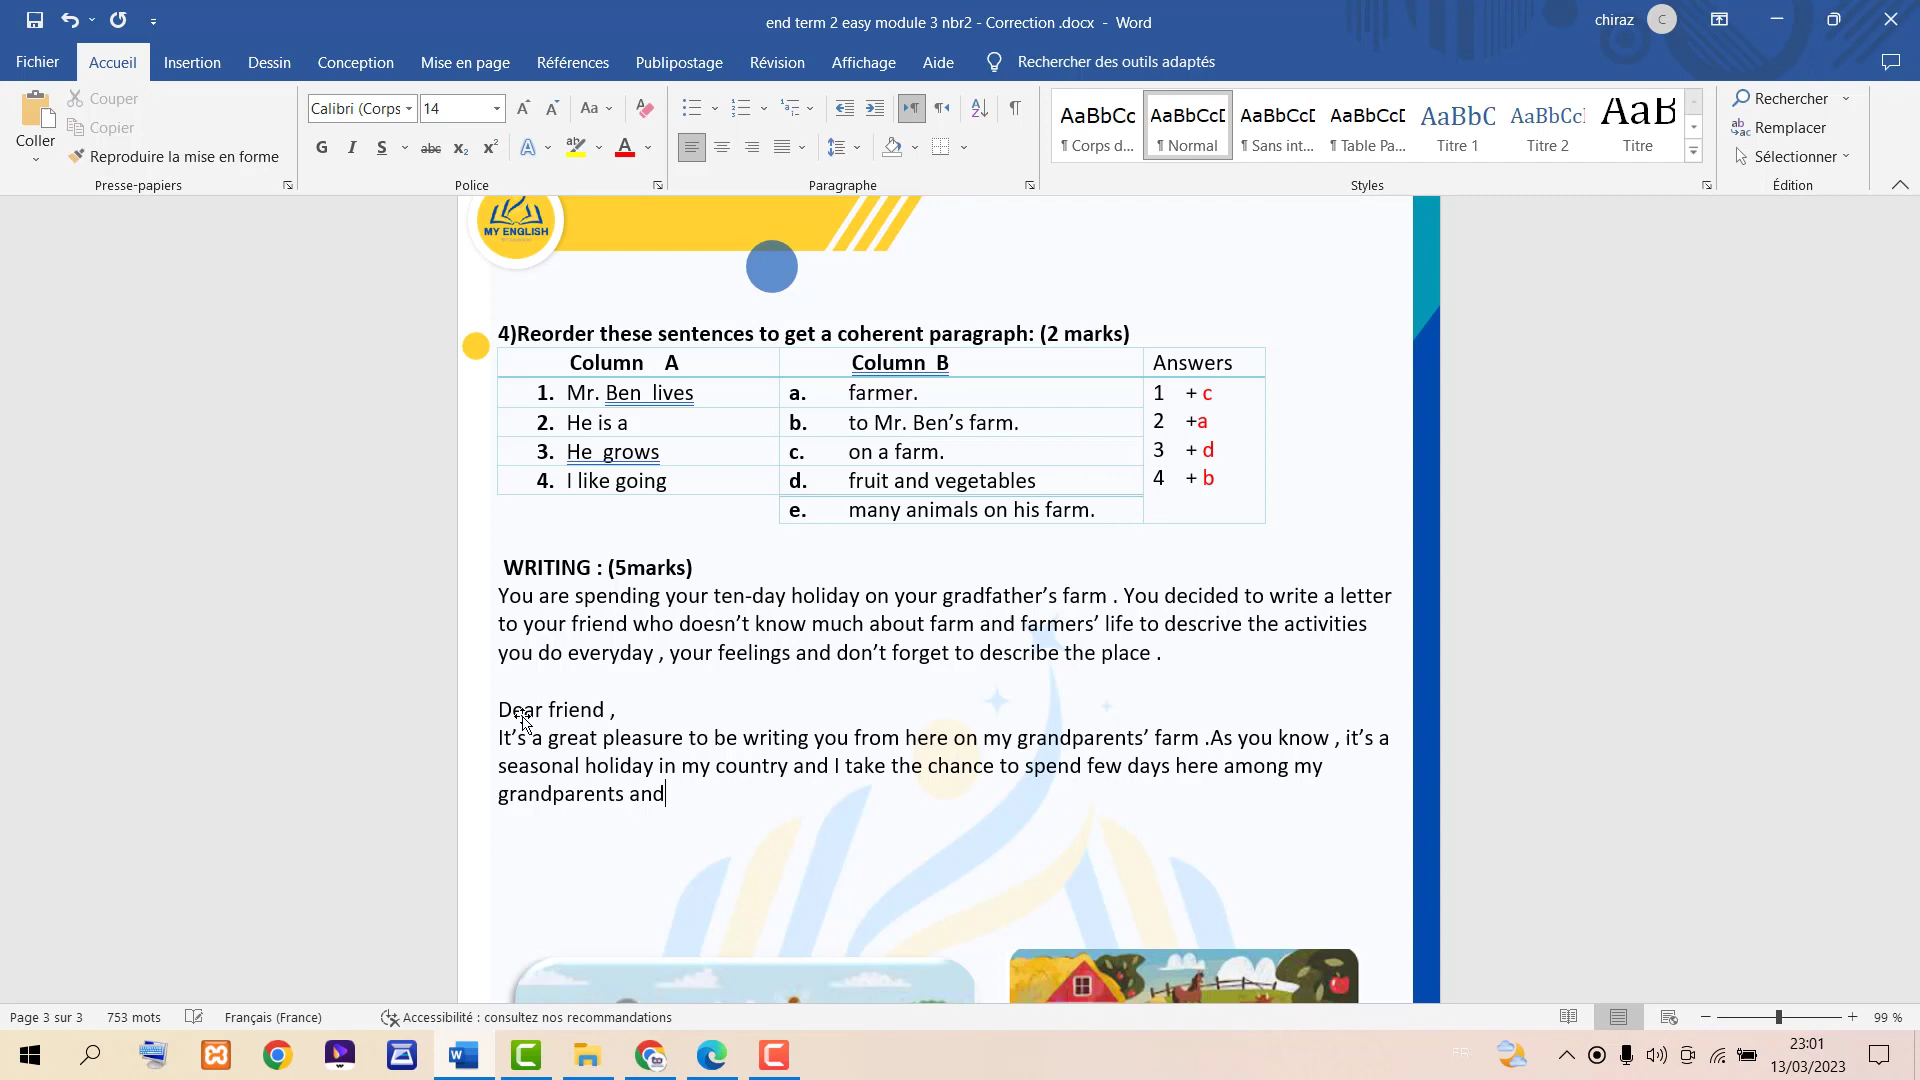 end term 2 easy module 3 nbr2 - Correction .docx - Word
chiraz
C
Fichier Accueil Insertion Dessin Conception Mise en page Références Publipostage Révision Affichage Aide Rechercher des outils adaptés
Coller
Couper
Copier
Reproduire la mise en forme
Presse-papiers
Calibri (Corps 14
Police
Paragraphe
AaBbCc AaBbCcD AaBbCcD AaBbCcD AaBbC AaBbCc AaB
¶ Corps d... ¶ Normal ¶ Sans int... ¶ Table Pa... Titre 1 Titre 2 Titre
Styles
Rechercher
Remplacer
Sélectionner
Édition
MY ENGLISH
4)Reorder these sentences to get a coherent paragraph: (2 marks)
Column A Column B Answers
1. Mr. Ben lives a. farmer. 1 + c
2. He is a b. to Mr. Ben’s farm. 2 +a
3. He grows c. on a farm. 3 + d
4. I like going d. fruit and vegetables 4 + b
e. many animals on his farm.
WRITING : (5marks)
You are spending your ten-day holiday on your gradfather’s farm . You decided to write a letter
to your friend who doesn’t know much about farm and farmers’ life to descrive the activities
you do everyday , your feelings and don’t forget to describe the place .
Dear friend ,
It’s a great pleasure to be writing you from here on my grandparents’ farm .As you know , it’s a
seasonal holiday in my country and I take the chance to spend few days here among my
grandparents and
Page 3 sur 3 753 mots Français (France) Accessibilité : consultez nos recommandations 99 %
FR
23:01
13/03/2023